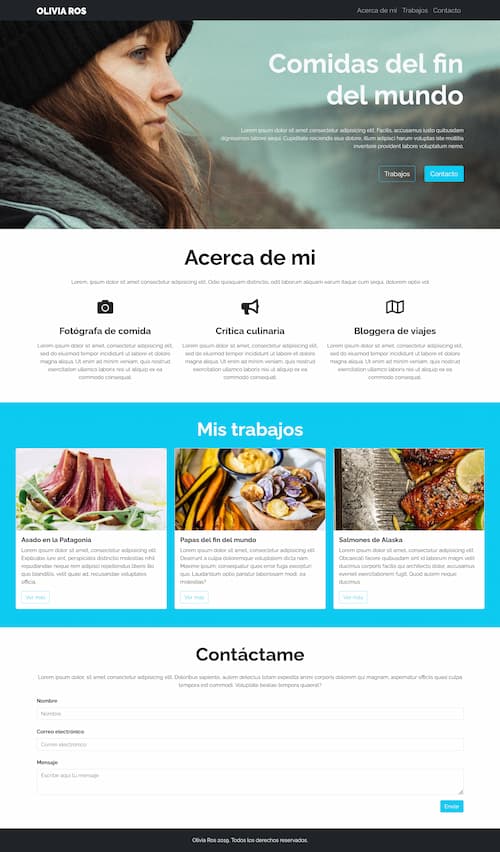 OLIVIA ROS
Acerca de mi Trabajos Contacto
Comidas del fin
del mundo
Lorem ipsum dolor sit amet consectetur adipisicing elit. Facilis, accusamus iusto quibusdam
dignissimos labore sequi. Cupiditate reiciendis eius dolore, illum adipisci harum voluptas iste mollitia
inventore provident labore voluptatum nemo.
Trabajos Contacto
Acerca de mi
Lorem, ipsum dolor sit amet consectetur adipisicing elit. Odio quisquam distinctio, odit laborum aliquam earum itaque cum sequi, dolorem optio vol
Fotógrafa de comida
Lorem ipsum dolor sit amet, consectetur adipiscing elit,
sed do eiusmod tempor incididunt ut labore et dolore
magna aliqua. Ut enim ad minim veniam, quis nostrud
exercitation ullamco laboris nisi ut aliquip ex ea
commodo consequat.
Crítica culinaria
Lorem ipsum dolor sit amet, consectetur adipiscing elit,
sed do eiusmod tempor incididunt ut labore et dolore
magna aliqua. Ut enim ad minim veniam, quis nostrud
exercitation ullamco laboris nisi ut aliquip ex ea
commodo consequat.
Bloggera de viajes
Lorem ipsum dolor sit amet, consectetur adipiscing elit,
sed do eiusmod tempor incididunt ut labore et dolore
magna aliqua. Ut enim ad minim veniam, quis nostrud
exercitation ullamco laboris nisi ut aliquip ex ea
commodo consequat.
Mis trabajos
Asado en la Patagonia
Lorem ipsum dolor sit amet, consectetur adipisicing
elit. Explicabo iure, perspiciatis distinctio molestias nihil
repudiandae neque rem adipisci repellendus libero illo
quo blanditiis, velit quae ad, recusandae voluptates
officia.
Ver más
Papas del fin del mundo
Lorem ipsum dolor sit amet, consectetur adipisicing elit.
Deserunt a culpa doloremque voluptatem dicta nam.
Maxime ipsam, consequatur quos error fuga excepturi
quae. Laudantium optio pariatur laboriosam modi, ea
molestias?
Ver más
Salmones de Alaska
Lorem ipsum dolor sit amet, consectetur adipisicing elit.
Obcaecati facere quisquam sint id laborum magni velit
ducimus corporis facilis qui architecto dolor, accusamus
eveniet exercitationem fugit. Quod autem neque
ducimus
Ver más
Contáctame
Lorem ipsum dolor, sit amet consectetur adipisicing elit. Doloribus sapiente, autem delectus totam expedita animi corporis dolorem qui magnam, aspernatur officiis quas culpa
tempora est commodi. Voluptate beatae tempora quaerat?
Nombre
Nombre
Correo electrónico
Correo electrónico
Mensaje
Escribe aquí tu mensaje
Enviar
Olivia Ros 2019. Todos los derechos reservados.